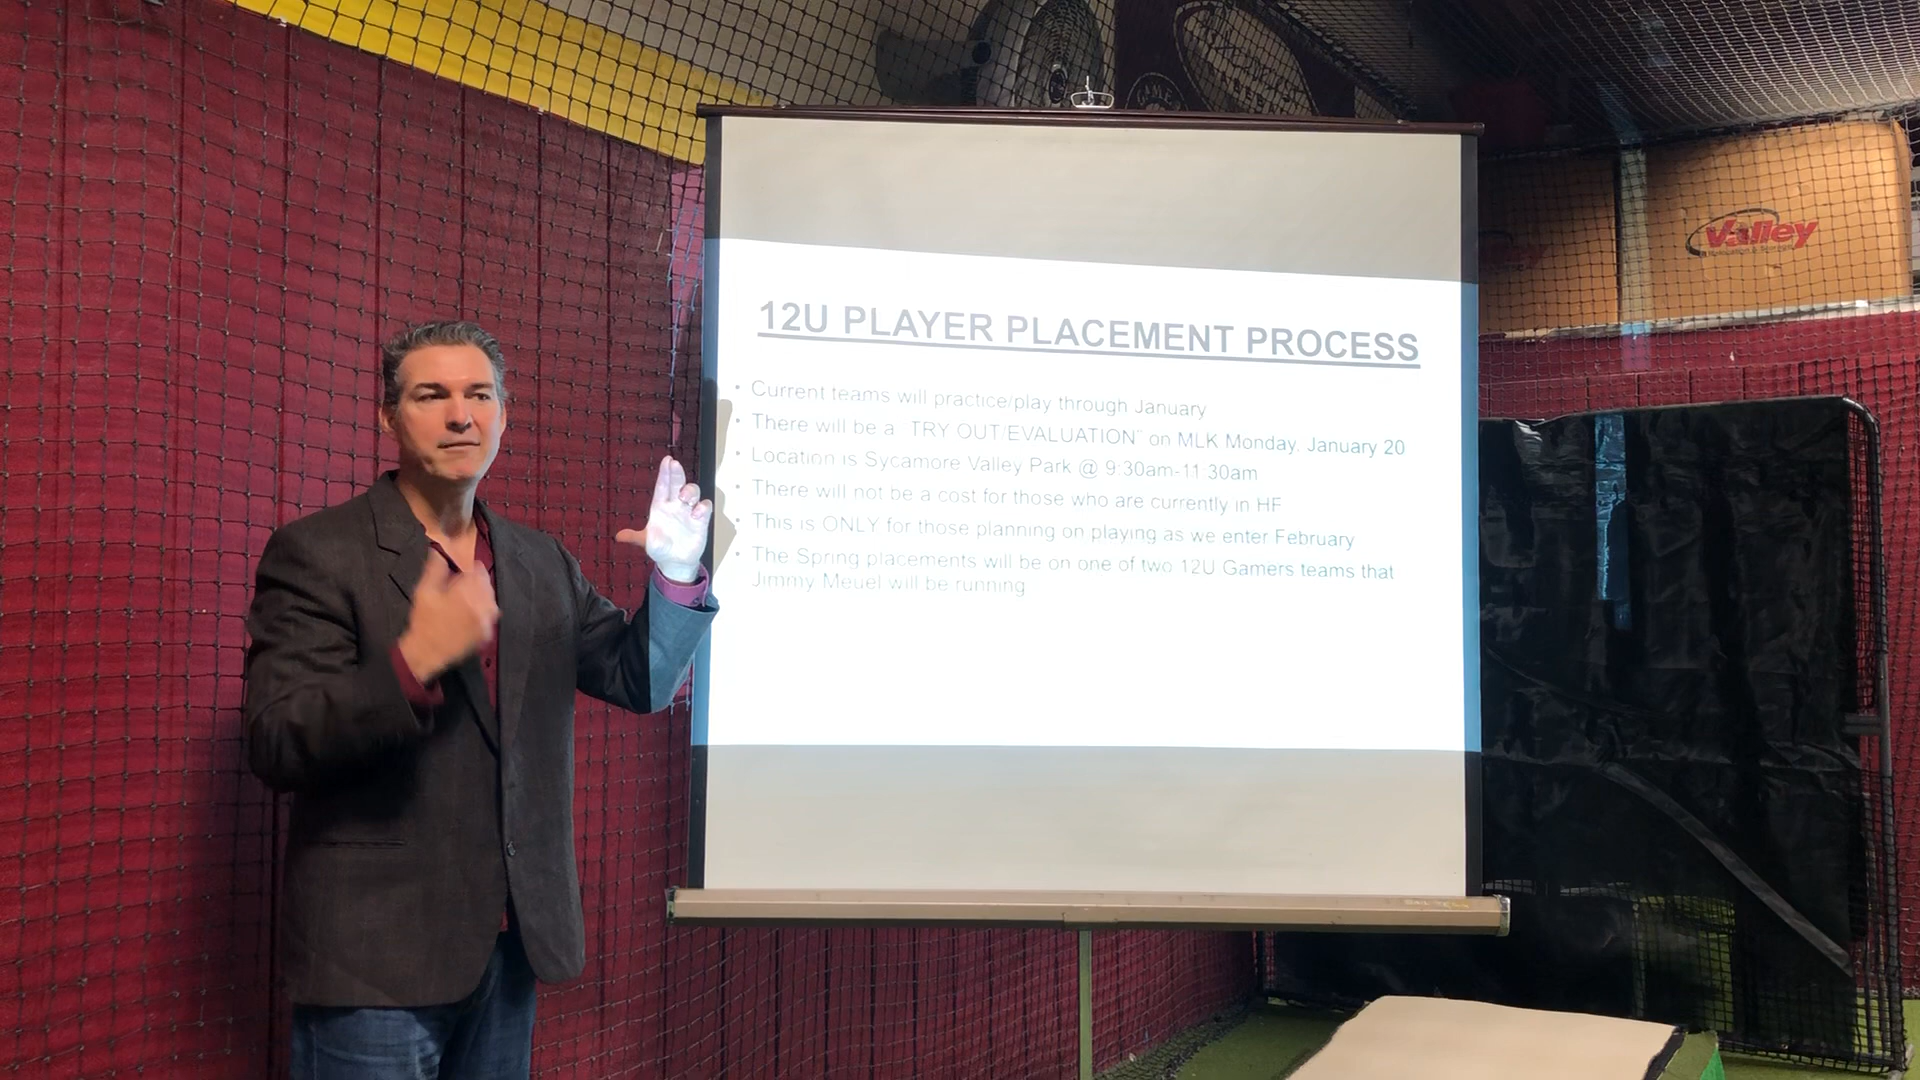 GAMERS
Valley
12U PLAYER PLACEMENT PROCESS
• Current teams will practice/play through January
• There will be a "TRY OUT/EVALUATION" on MLK Monday, January 20
• Location is Sycamore Valley Park @ 9:30am-11:30am
• There will not be a cost for those who are currently in HF
• This is ONLY for those planning on playing as we enter February
• The Spring placements will be on one of two 12U Gamers teams that
Jimmy Meuel will be running